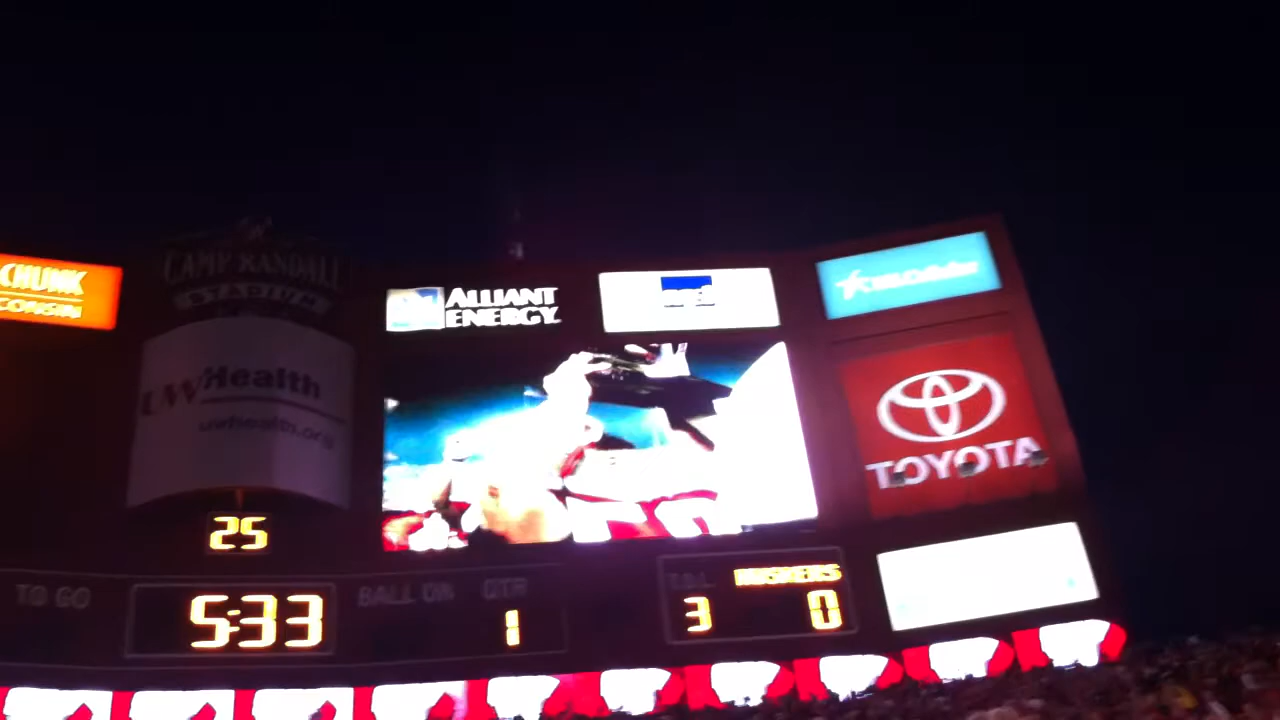 CHUNK
CONSIN
CAMP RANDALL
STADIUM
ALLIANT
ENERGY
UWHealth
uwhealth.org
TOYOTA
25
TO GO
5:33
BALL ON
QTR
1
T.O.L
3
HUSKERS
0